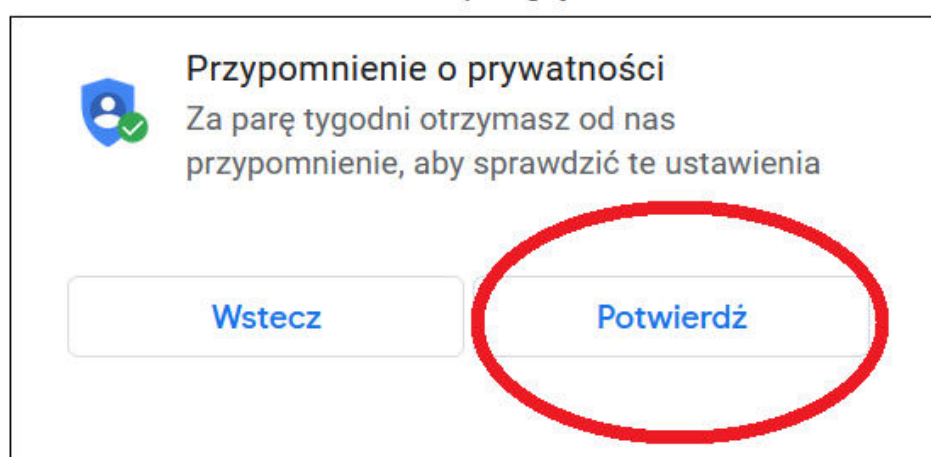 Przypomnienie o prywatności
Za parę tygodni otrzymasz od nas
przypomnienie, aby sprawdzić te ustawienia
Wstecz Potwierdź